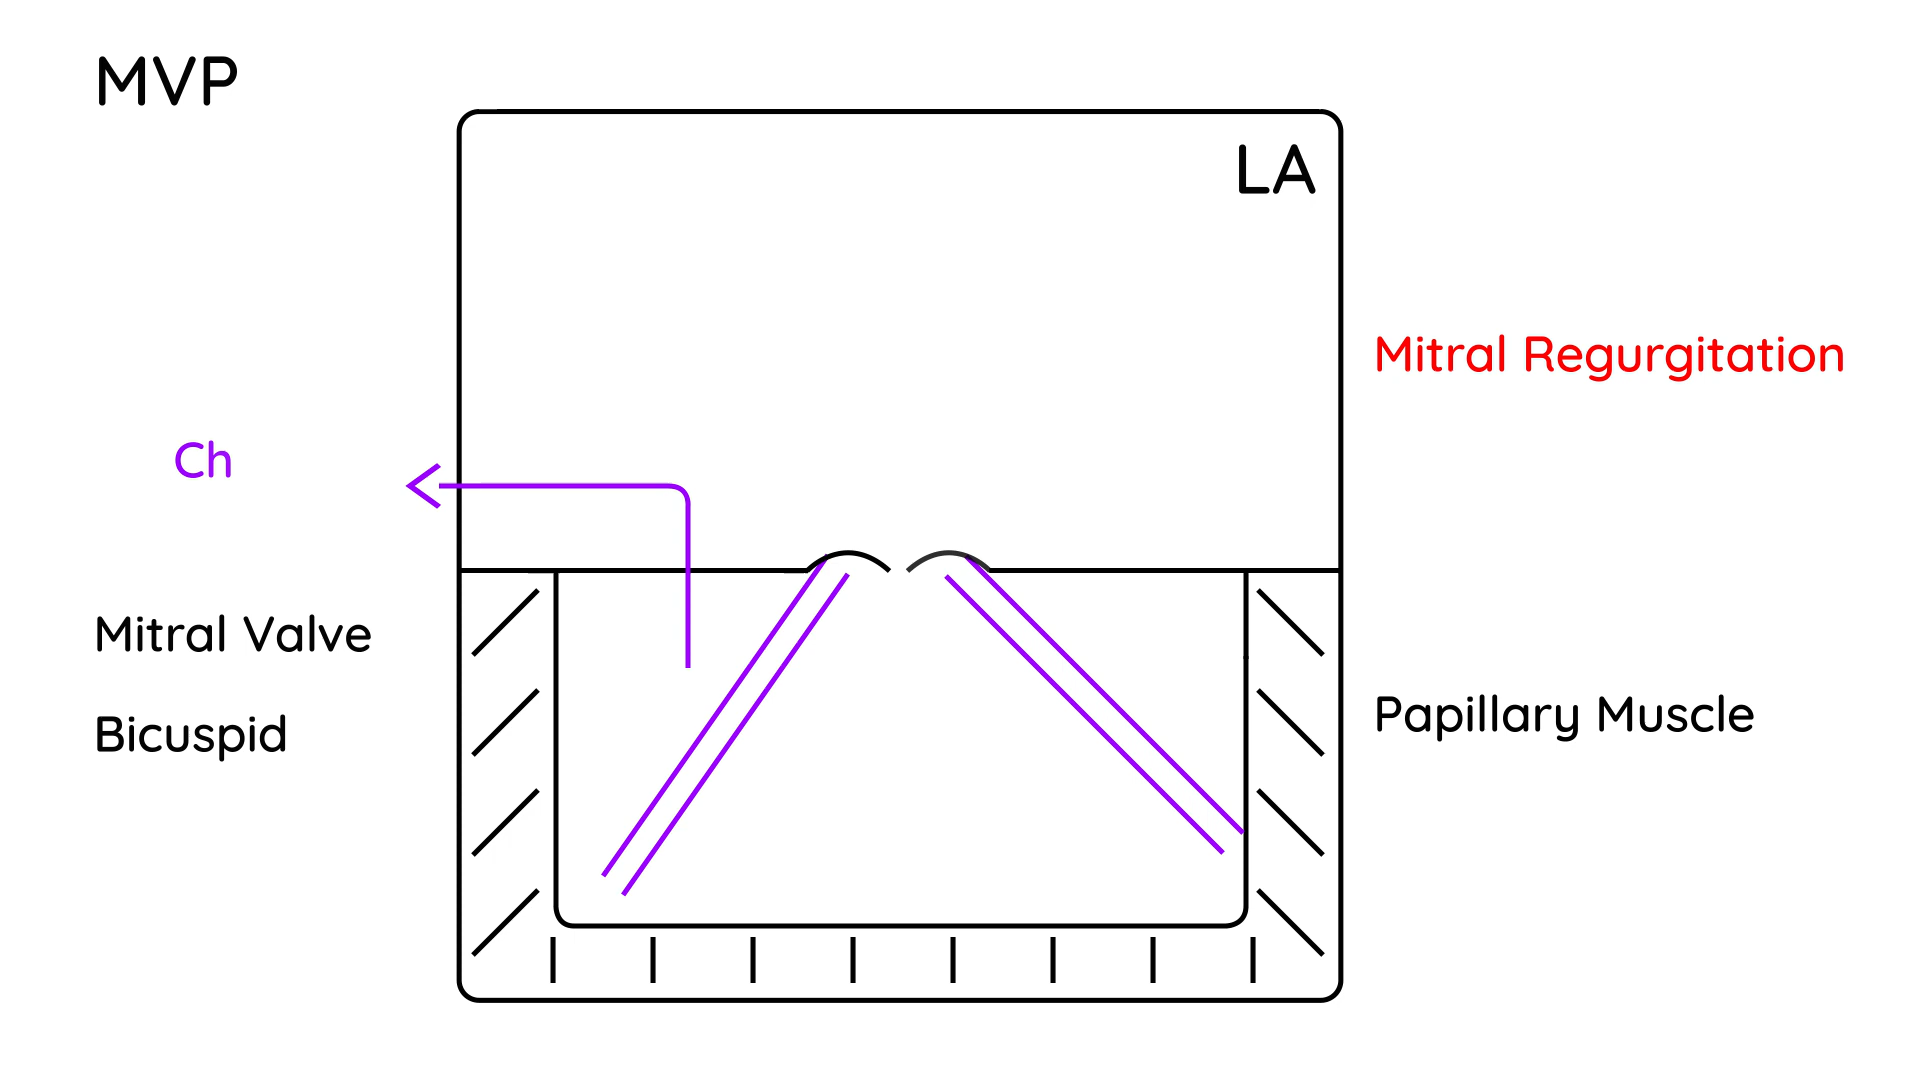 MVP
LA
Mitral Regurgitation
Ch
Mitral Valve
Bicuspid
Papillary Muscle